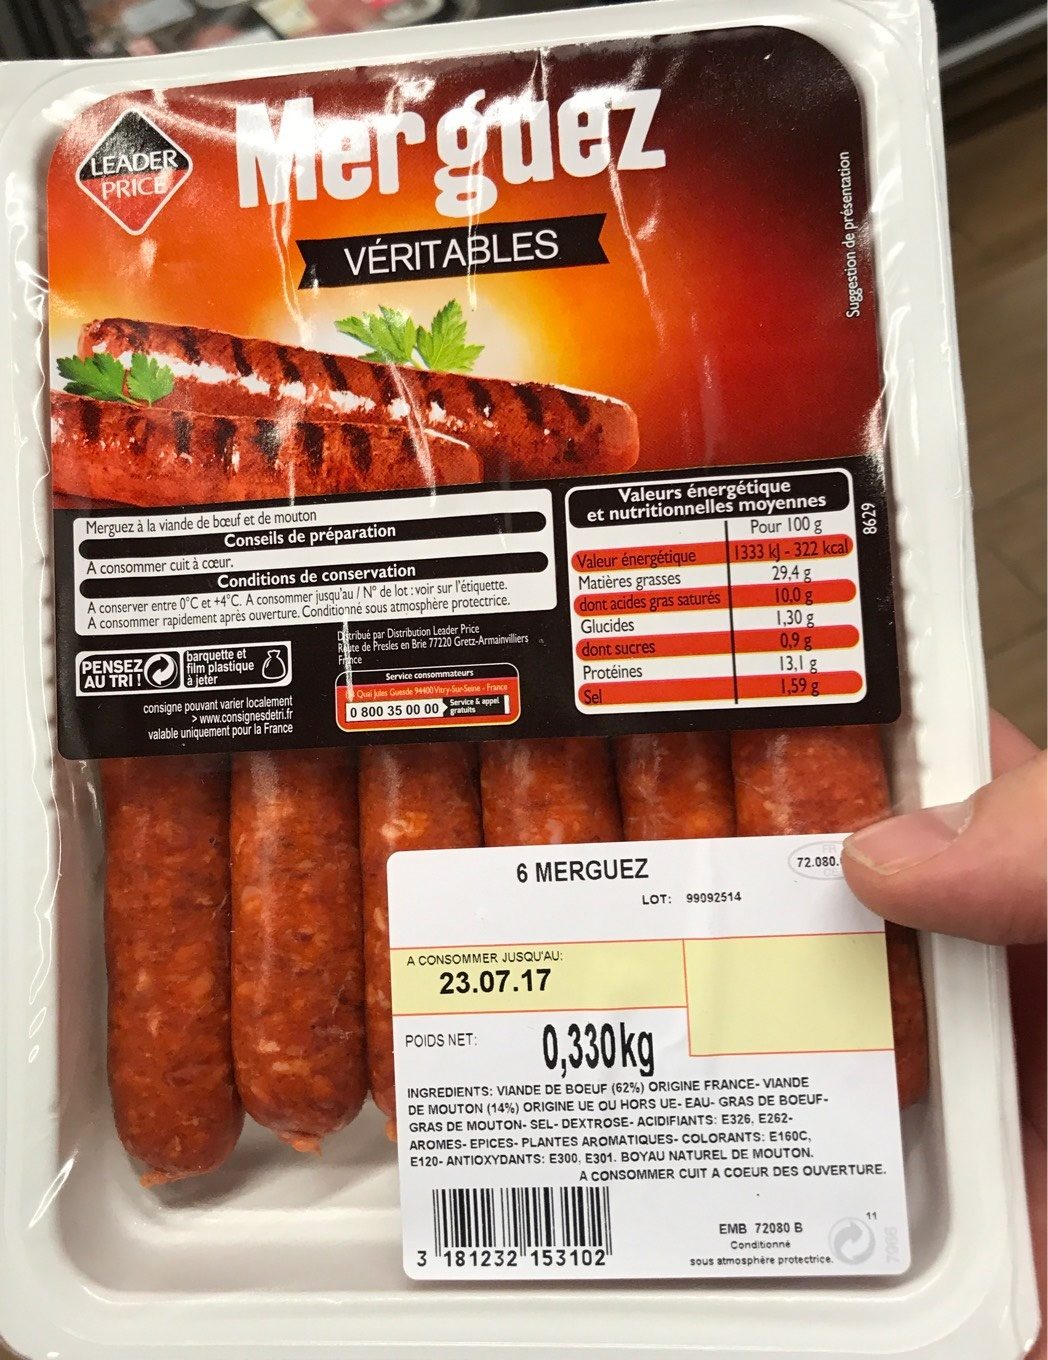 LEADER
PRICE
Merguez
VÉRITABLES
Suggestion de présentation
8629
Merguez à la viande de bœuf et de mouton
Conseils de préparation
A consommer cuit à cœur.
Conditions de conservation
A conserver entre 0°C et +4°C. A consommer jusqu'au / N° de lot : voir sur l'étiquette.
A consommer rapidement après ouverture. Conditionné sous atmosphère protectrice.
PENSEZ
AU TRI !
barquette et
film plastique
à jeter
consigne pouvant varier localement
> www.consignesdetri.fr
valable uniquement pour la France
Distribué par Distribution Leader Price
Route de Presles en Brie 77220 Gretz-Armainvilliers
France
Service consommateurs
Quai Jules Guesde 94400 Vitry-Sur-Seine - France
0 800 35 00 00 Service & appel
gratuits
Valeurs énergétique
et nutritionnelles moyennes
Pour 100 g
Valeur énergétique 1333 kJ - 322 kcal
Matières grasses 29,4 g
dont acides gras saturés 10,0 g
Glucides 1,30 g
dont sucres 0,9 g
Protéines 13,1 g
Sel 1,59 g
6 MERGUEZ
FR
72.080.
LOT: 99092514
A CONSOMMER JUSQU'AU:
23.07.17
POIDS NET: 0,330kg
INGREDIENTS: VIANDE DE BOEUF (62%) ORIGINE FRANCE- VIANDE
DE MOUTON (14%) ORIGINE UE OU HORS UE- EAU- GRAS DE BOEUF-
GRAS DE MOUTON- SEL- DEXTROSE- ACIDIFIANTS: E326, E262-
AROMES- EPICES- PLANTES AROMATIQUES- COLORANTS: E160C,
E120- ANTIOXYDANTS: E300, E301. BOYAU NATUREL DE MOUTON.
A CONSOMMER CUIT A COEUR DES OUVERTURE.
3 181232 153102
EMB 72080 B
Conditionné
sous atmosphère protectrice.
11